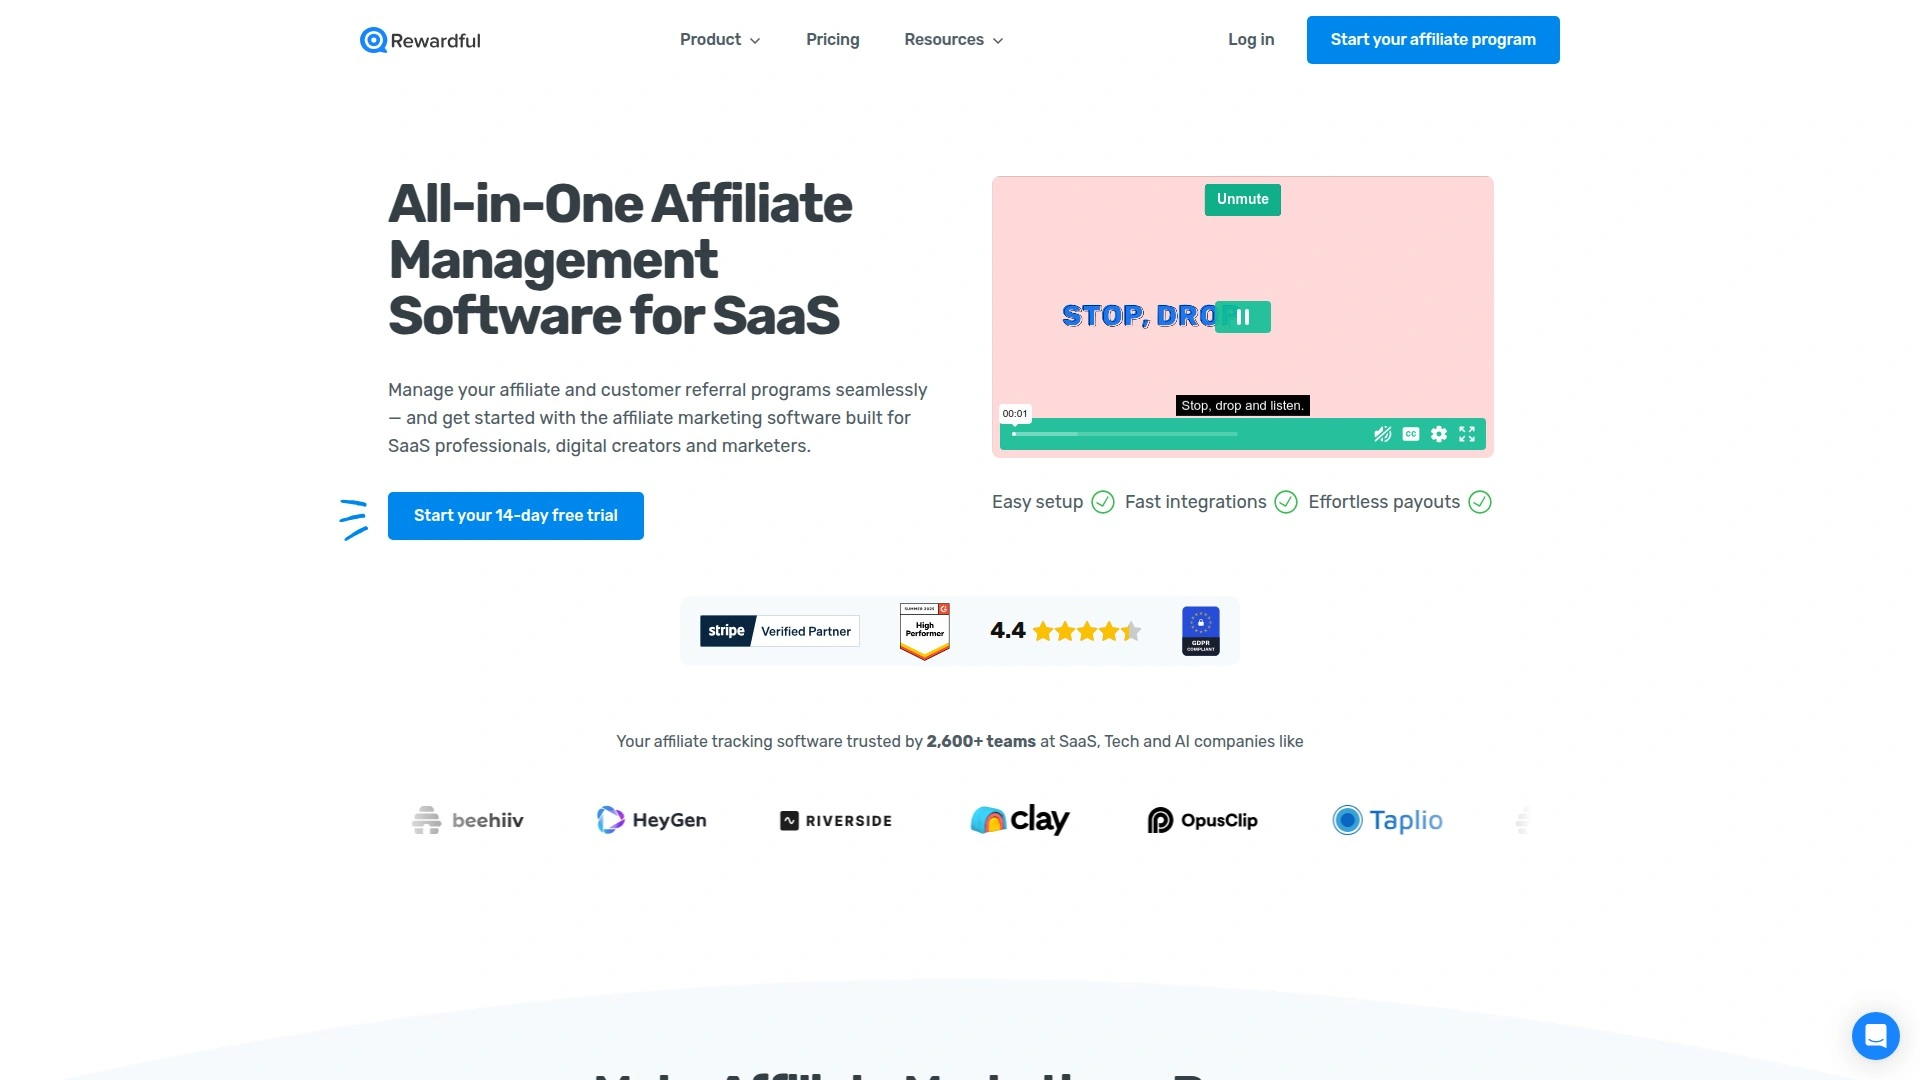 Rewardful
Product
Pricing
Resources
Log in
Start your affiliate program
All-in-One Affiliate
Management
Software for SaaS
Manage your affiliate and customer referral programs seamlessly
— and get started with the affiliate marketing software built for
SaaS professionals, digital creators and marketers.
Start your 14-day free trial
Unmute
STOP, DROP
Stop, drop and listen.
00:01
CC
Easy setup
Fast integrations
Effortless payouts
stripe Verified Partner
SUMMER 2025
High
Performer
4.4
GDPR
COMPLIANT
Your affiliate tracking software trusted by 2,600+ teams at SaaS, Tech and AI companies like
beehiiv
HeyGen
RIVERSIDE
clay
OpusClip
Taplio